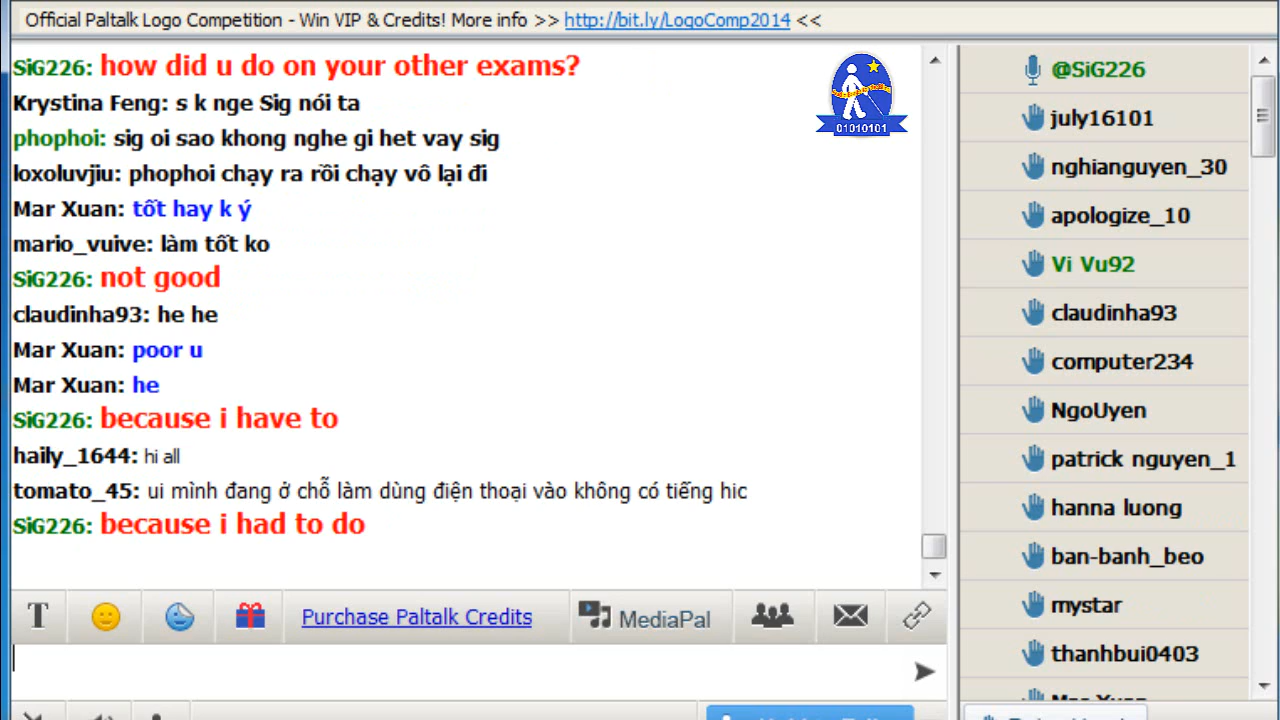 Official Paltalk Logo Competition - Win VIP & Credits! More info >> http://bit.ly/LogoComp2014 <<
SiG226: how did u do on your other exams?
Krystina Feng: s k nge Sig nói ta
phophoi: sig oi sao khong nghe gi het vay sig
loxoluvjiu: phophoi chạy ra rồi chạy vô lại đi
Mar Xuan: tốt hay k ý
mario_vuive: làm tốt ko
SiG226: not good
claudinha93: he he
Mar Xuan: poor u
Mar Xuan: he
SiG226: because i have to
haily_1644: hi all
tomato_45: ui mình đang ở chỗ làm dùng điện thoại vào không có tiếng hic
SiG226: because i had to do
01010101
T
Purchase Paltalk Credits
MediaPal
@SiG226
july16101
nghianguyen_30
apologize_10
Vi Vu92
claudinha93
computer234
NgoUyen
patrick nguyen_1
hanna luong
ban-banh_beo
mystar
thanhbui0403
Mar Xuan